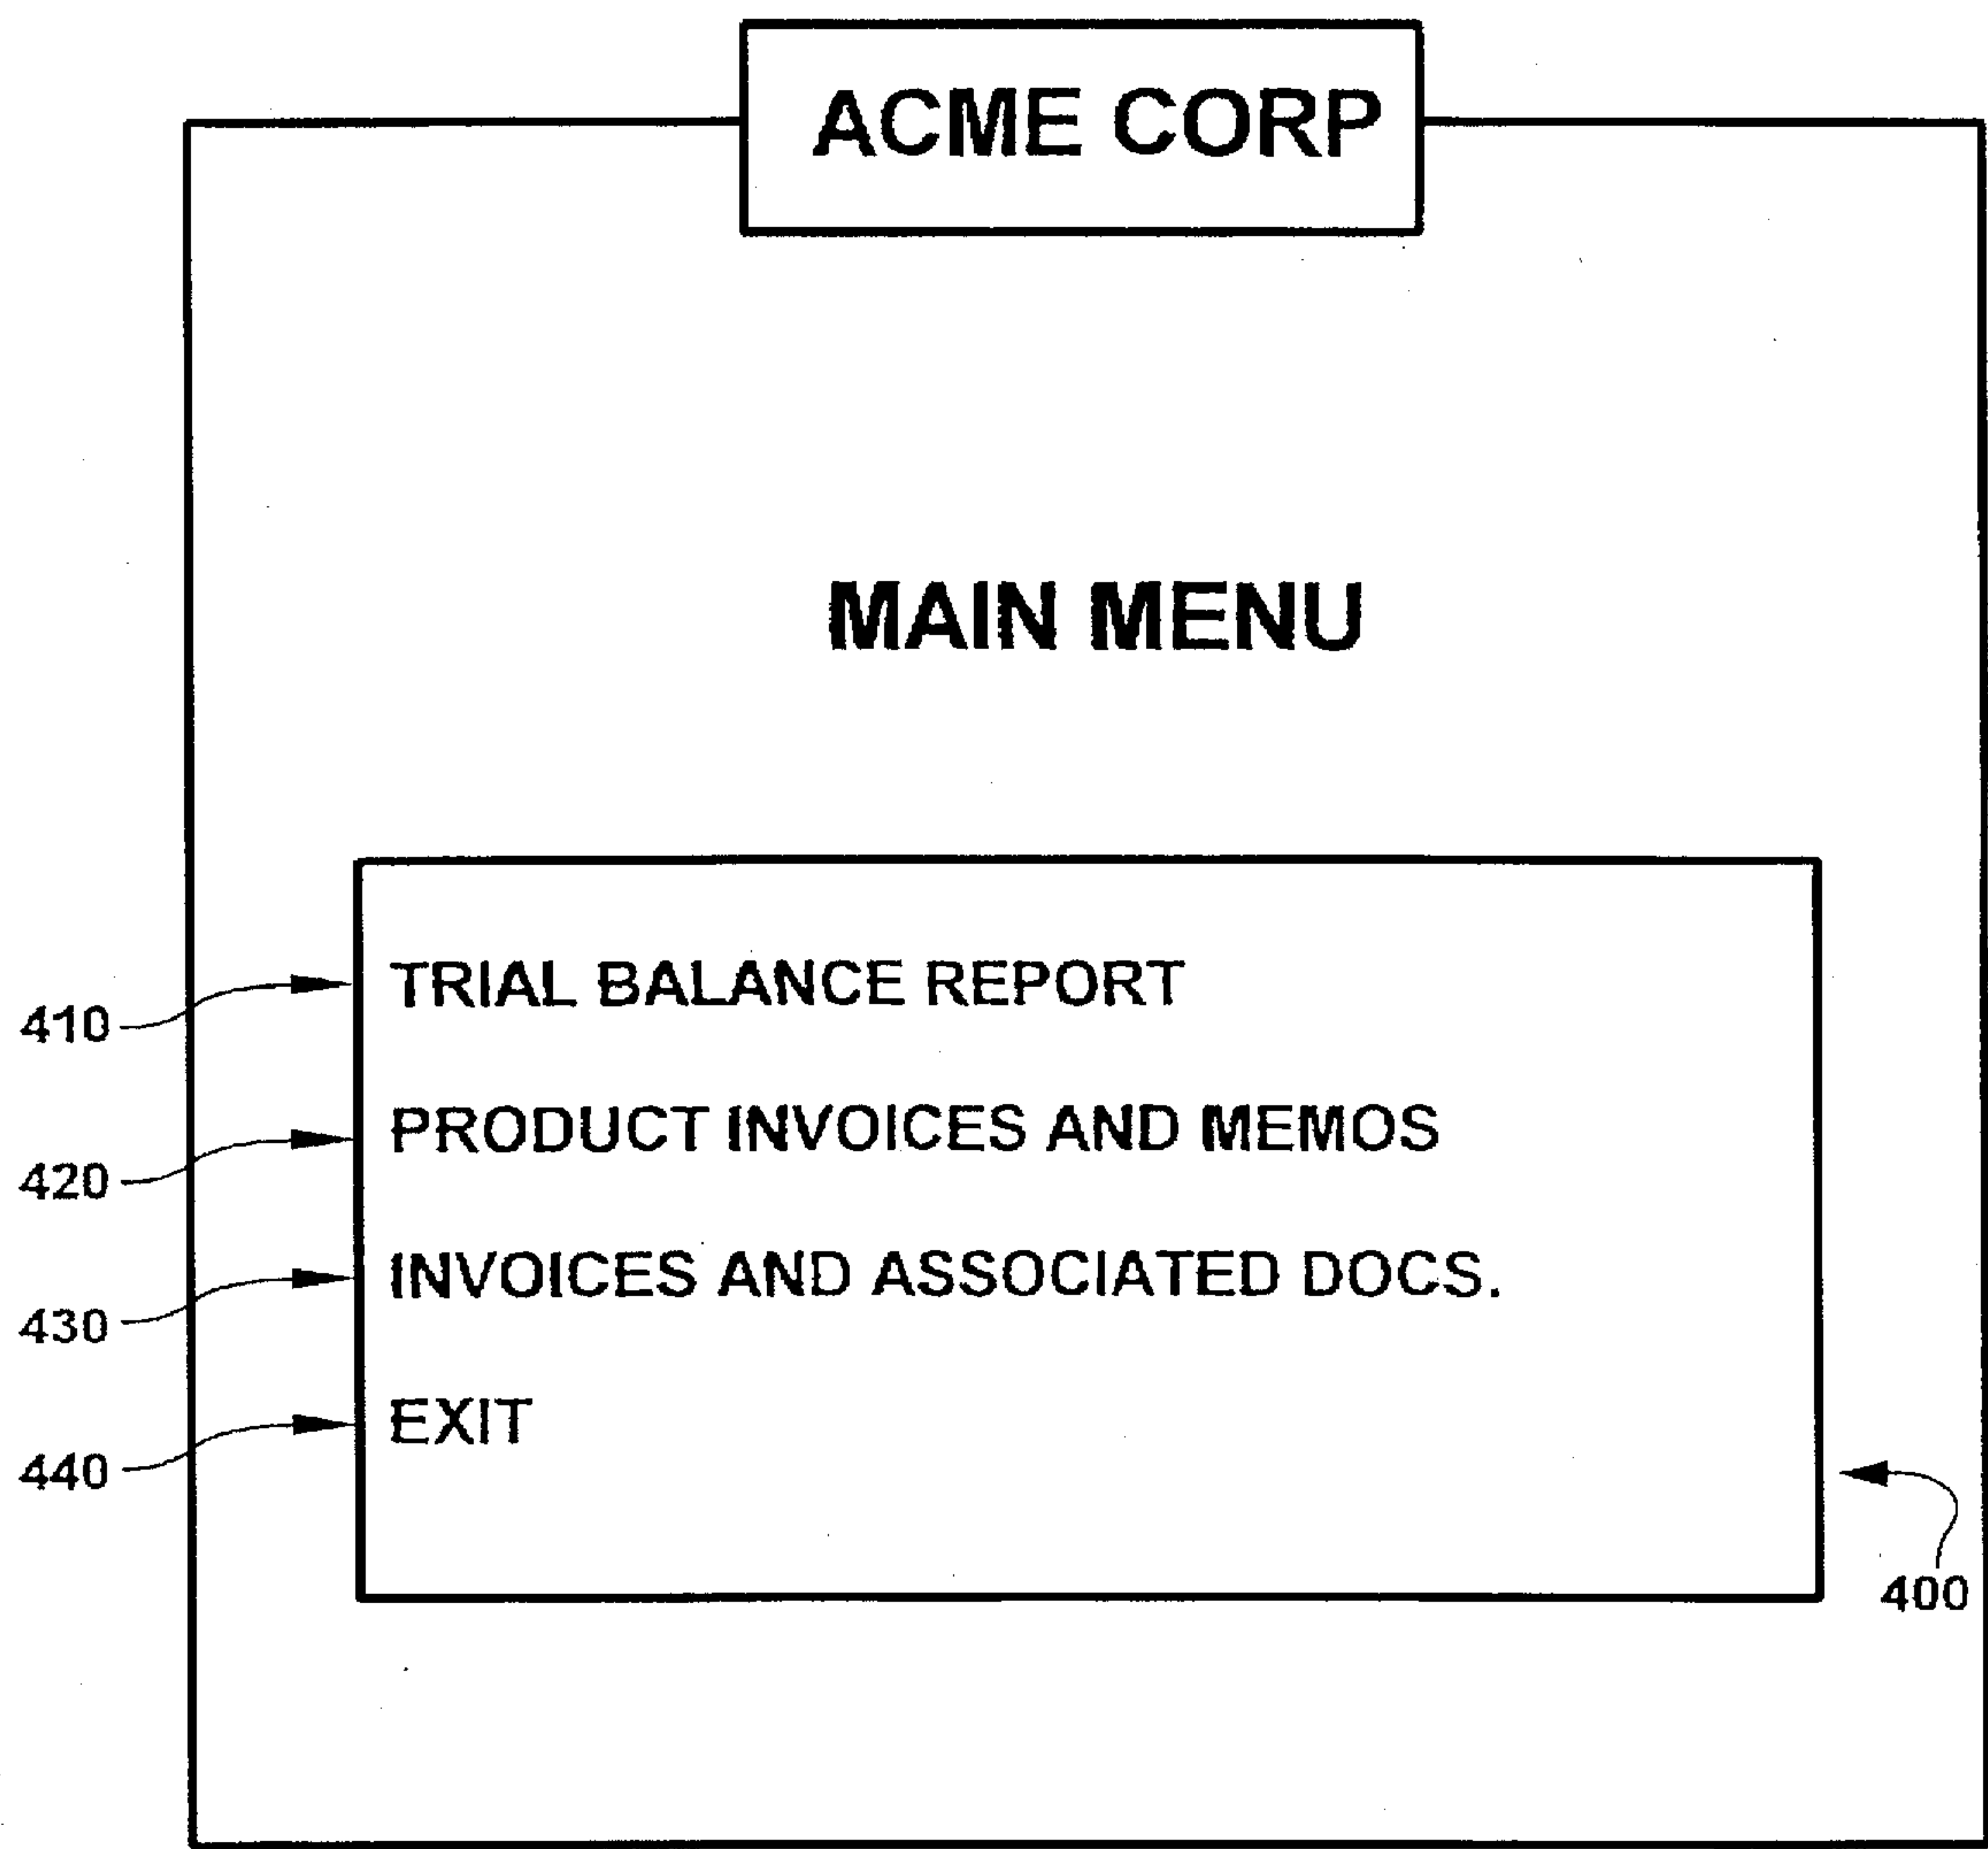 ACME CORP
MAIN MENU
410 TRIAL BALANCE REPORT
420 PRODUCT INVOICES AND MEMOS
430 INVOICES AND ASSOCIATED DOCS.
440 EXIT
400